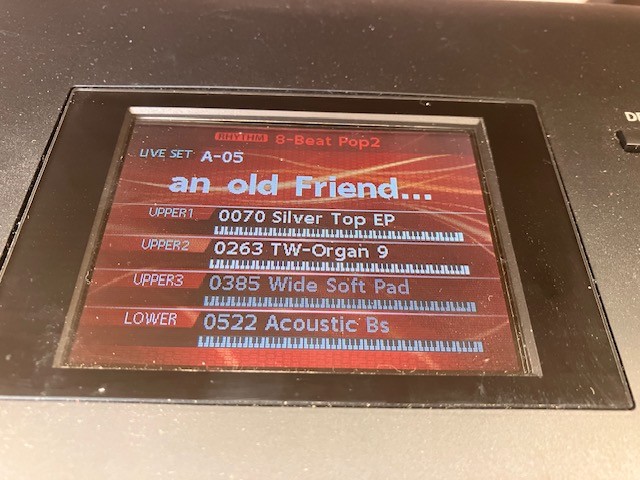 RHYTHM 8-Beat Pop2
LIVE SET A-05
an old Friend...
UPPER1 0070 Silver Top EP
UPPER2 0263 TW-Organ 9
UPPER3 0385 Wide Soft Pad
LOWER 0522 Acoustic Bs